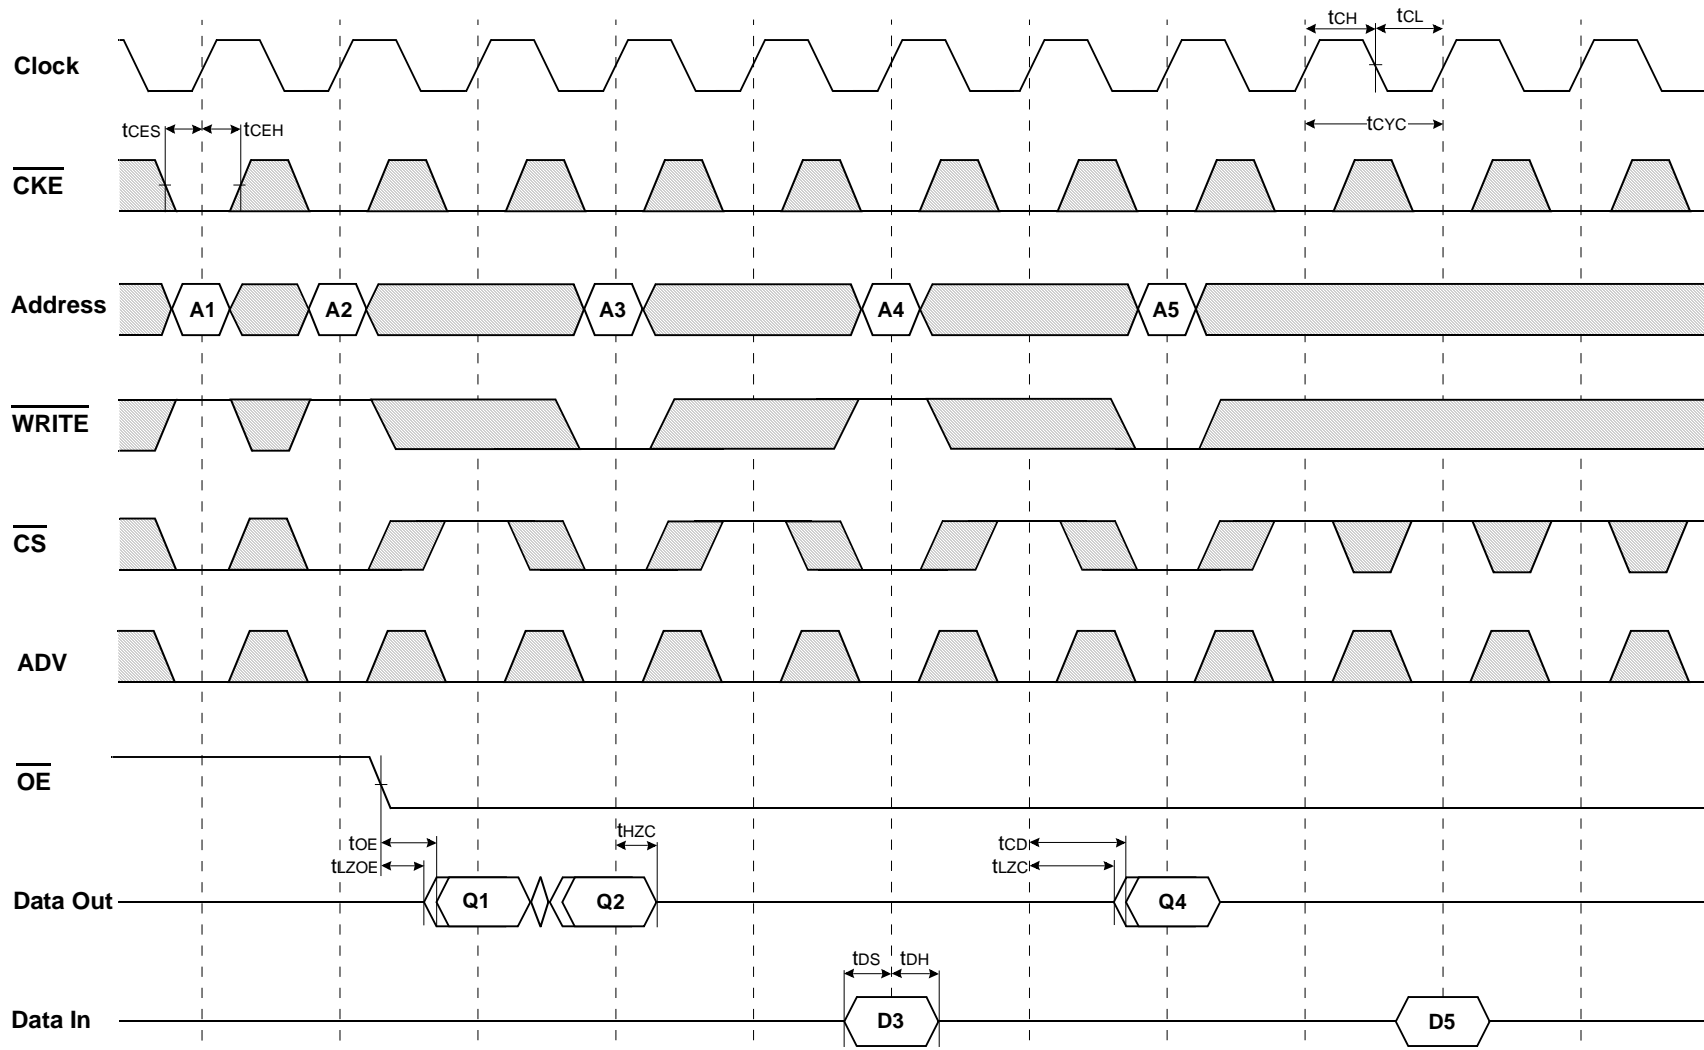 tCH tCL
Clock
tCES tCEH tCYC
CKE
Address A1 A2 A3 A4 A5
WRITE
CS
ADV
OE
tOE tHZC tCD
tLZOE tLZC
Data Out Q1 Q2 Q4
tDS tDH
Data In D3 D5